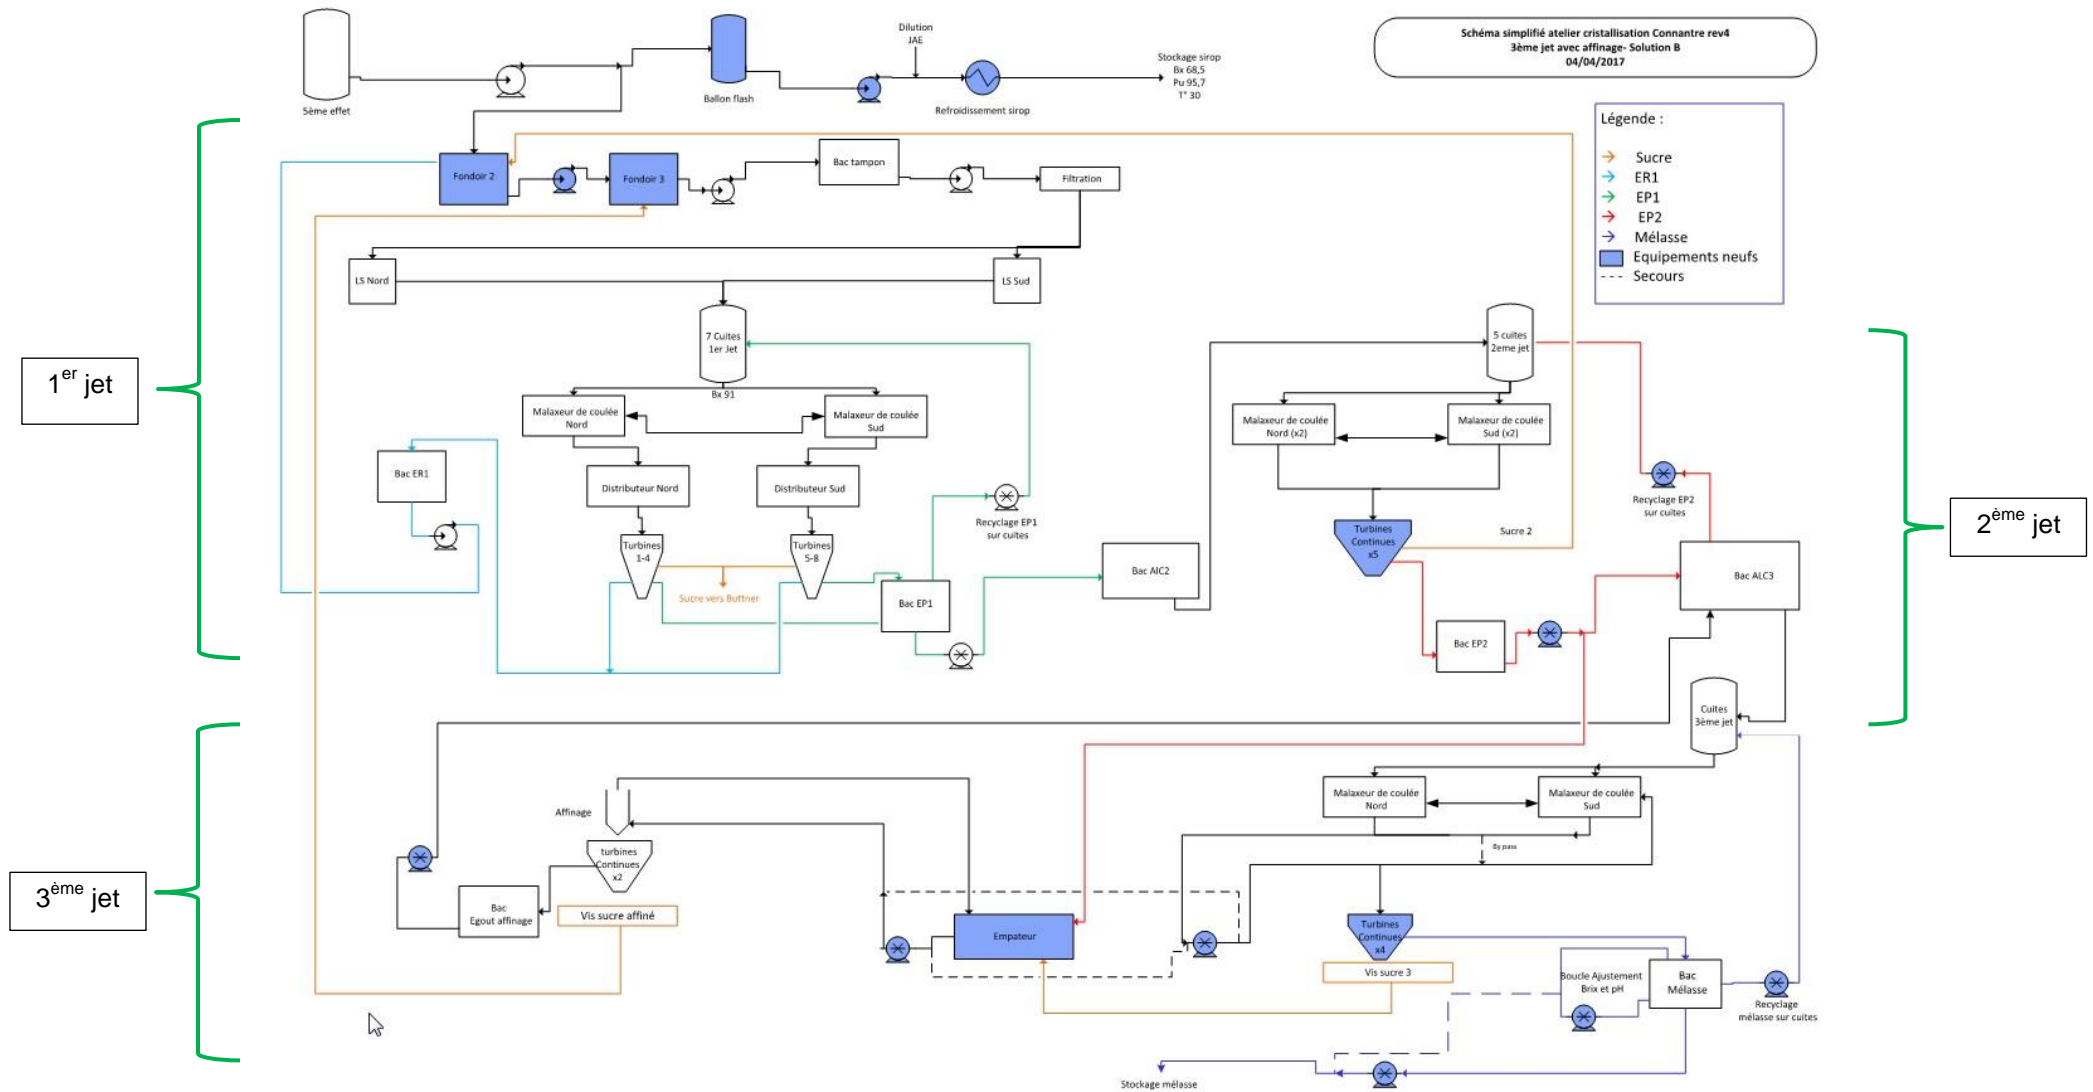 Schéma simplifié atelier cristallisation Connantre rev4
3ème jet avec affinage- Solution B
04/04/2017
Dilution
JAE
Stockage sirop
Bx 68,5
Pu 95,7
T° 30
5ème effet
Ballon flash
Refroidissement sirop
Légende :
Sucre
ER1
EP1
EP2
Mélasse
Equipements neufs
Secours
Fondoir 2
Fondoir 3
Bac tampon
Filtration
LS Nord
LS Sud
1er jet
7 Cuites
1er Jet
Bx 91
Malaxeur de coulée
Nord
Malaxeur de coulée
Sud
Bac ER1
Distributeur Nord
Distributeur Sud
Recyclage EP1
sur cuites
Turbines
1-4
Turbines
5-8
Sucre vers Buttner
Bac EP1
Bac AIC2
5 cuites
2eme jet
Malaxeur de coulée
Nord (x2)
Malaxeur de coulée
Sud (x2)
Recyclage EP2
sur cuites
Turbines
Continues
x5
Sucre 2
Bac ALC3
Bac EP2
2ème jet
Cuites
3ème jet
3ème jet
Affinage
turbines
Continues
x2
Bac
Egout affinage
Vis sucre affiné
Empateur
Malaxeur de coulée
Nord
Malaxeur de coulée
Sud
By pass
Turbines
Continues
x4
Vis sucre 3
Boucle Ajustement
Brix et pH
Bac
Mélasse
Recyclage
mélasse sur cuites
Stockage mélasse